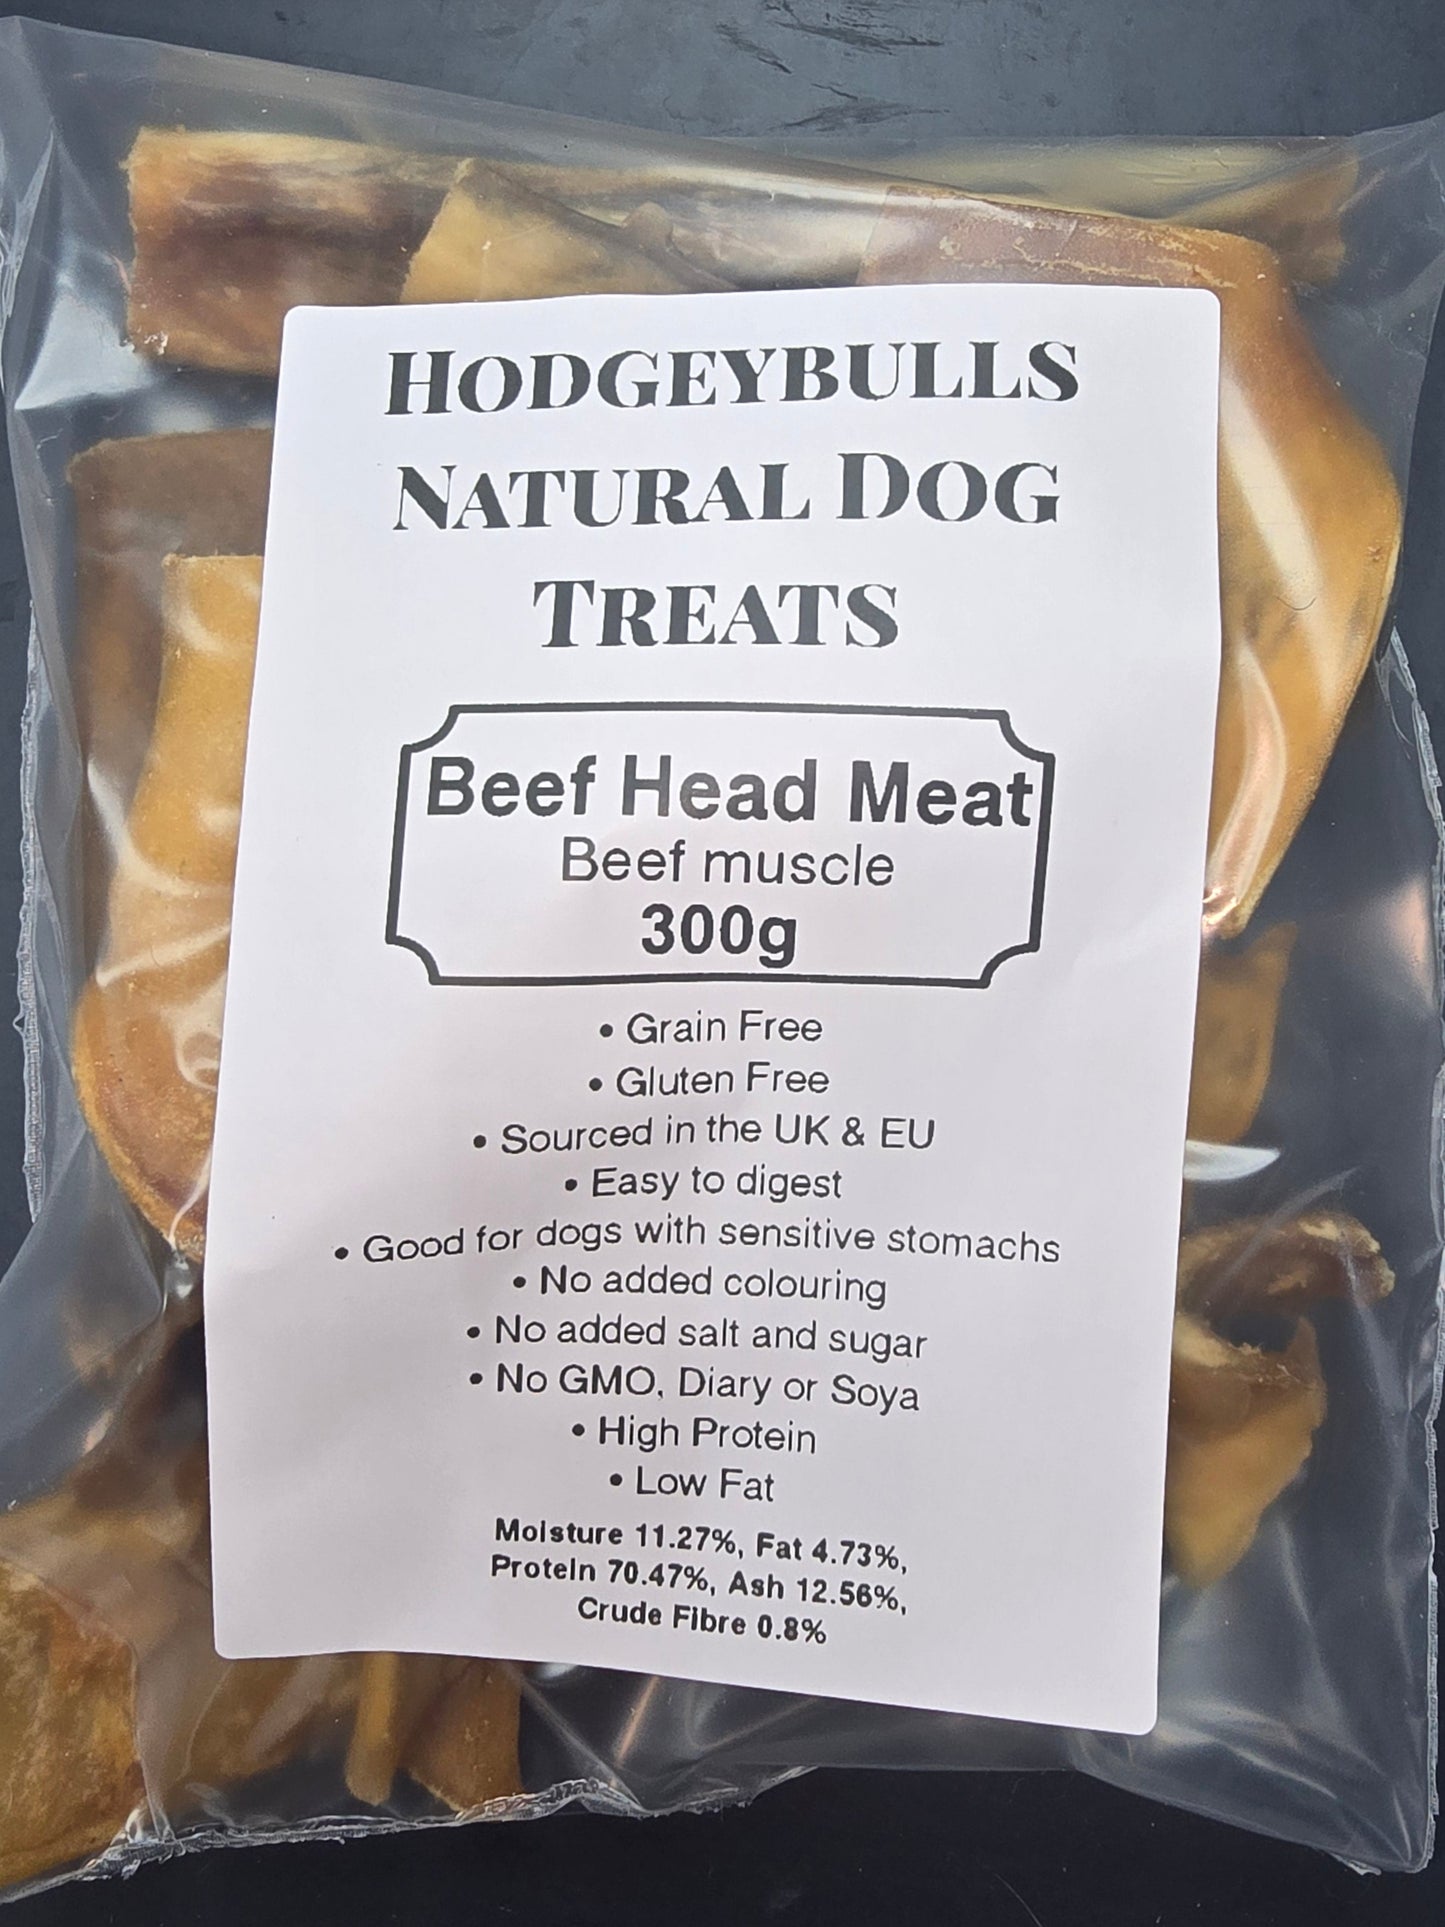 HODGEYBULLS
NATURAL DOG
TREATS
Beef Head Meat
Beef muscle
300g
• Grain Free
• Gluten Free
• Sourced in the UK & EU
• Easy to digest
• Good for dogs with sensitive stomachs
• No added colouring
• No added salt and sugar
• No GMO, Diary or Soya
• High Protein
• Low Fat
Moisture 11.27%, Fat 4.73%,
Protein 70.47%, Ash 12.56%,
Crude Fibre 0.8%